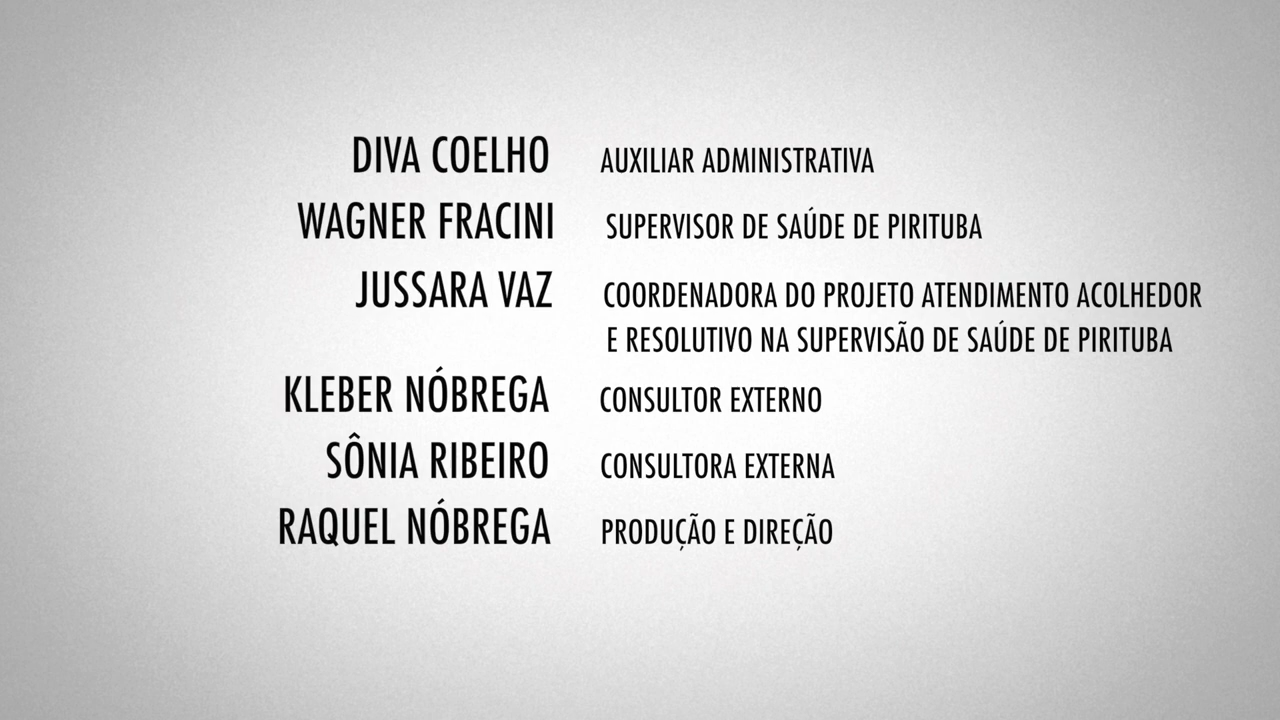 DIVA COELHO AUXILIAR ADMINISTRATIVA
WAGNER FRACINI SUPERVISOR DE SAÚDE DE PIRITUBA
JUSSARA VAZ COORDENADORA DO PROJETO ATENDIMENTO ACOLHEDOR
E RESOLUTIVO NA SUPERVISÃO DE SAÚDE DE PIRITUBA
KLEBER NÓBREGA CONSULTOR EXTERNO
SÔNIA RIBEIRO CONSULTORA EXTERNA
RAQUEL NÓBREGA PRODUÇÃO E DIREÇÃO